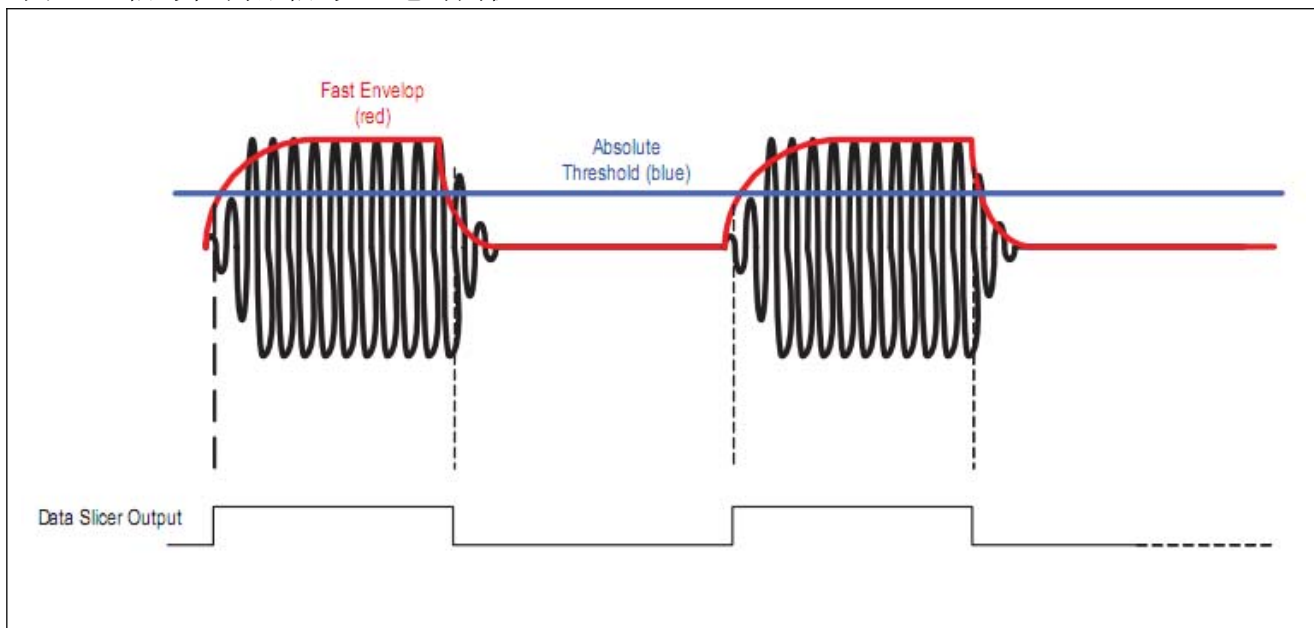 Fast Envelop
(red)
Absolute
Threshold (blue)
Data Slicer Output